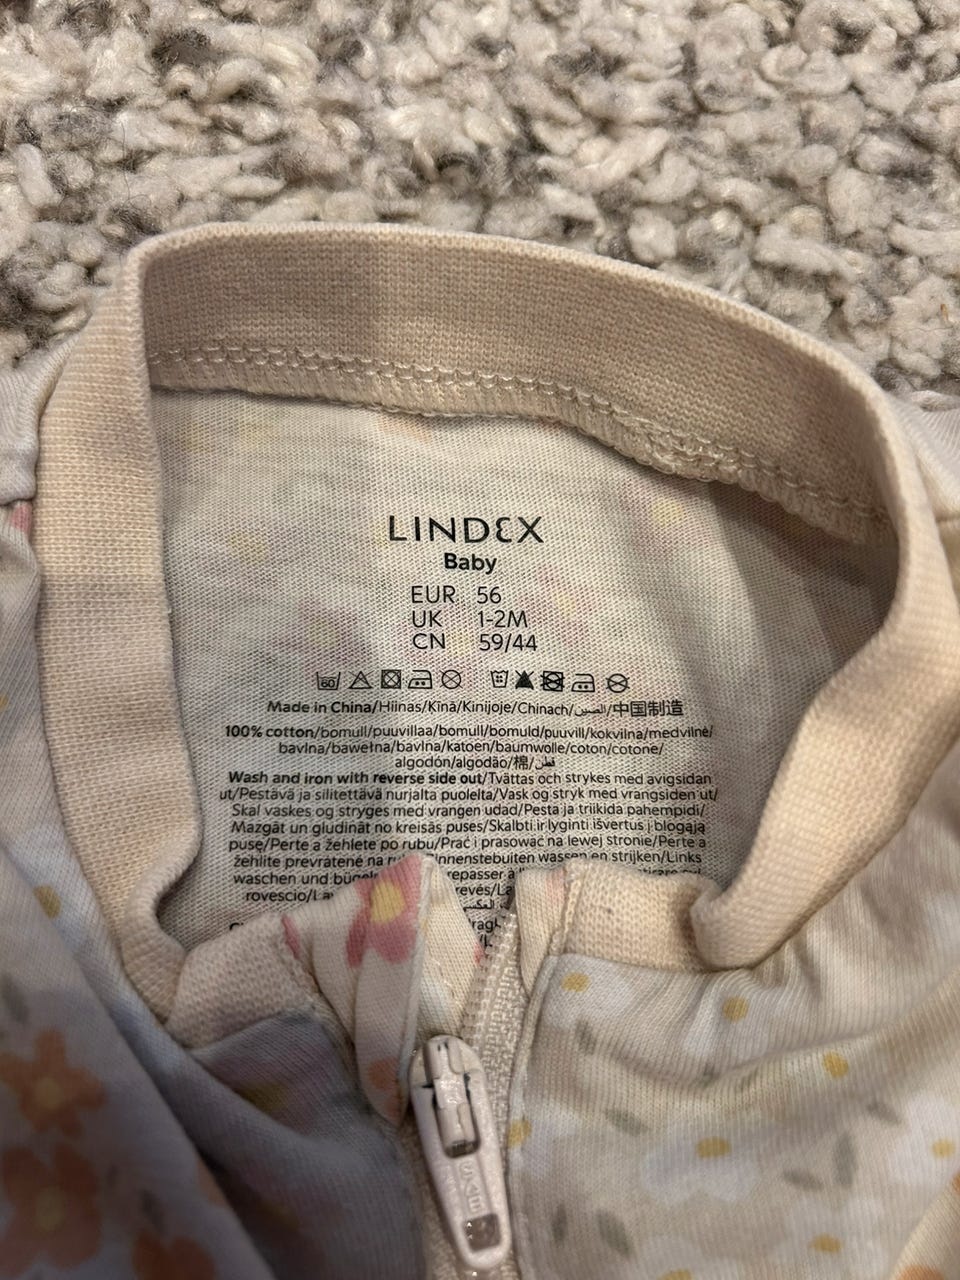 LINDEX
Baby
EUR 56
UK 1-2M
CN 59/44
60
Made in China/Hiinas/Ķīnā/Kinijoje/Chinach/الصين/中国制造
100% cotton/bomull/puuvillaa/bomull/bomuld/puuvill/kokvilna/medvilnė/
bavlna/bawełna/bavlna/katoen/baumwolle/coton/cotone/
algodón/algodão/棉/قطن
Wash and iron with reverse side out/Tvättas och strykes med avigsidan
ut/Pestävä ja silitettävä nurjalta puolelta/Vask og stryk med vrangsiden ut/
Skal vaskes og stryges med vrangen udad/Pesta ja triikida pahempidi/
Mazgāt un gludināt no kreisās puses/Skalbti ir lyginti išvertus į blogąją
pusę/Perte a žehlete po rubu/Prać i prasować na lewej stronie/Perte a
žehlite prevrátené na innenstebuiten wassen en strijken/Links
waschen und repasser à
rovescio/